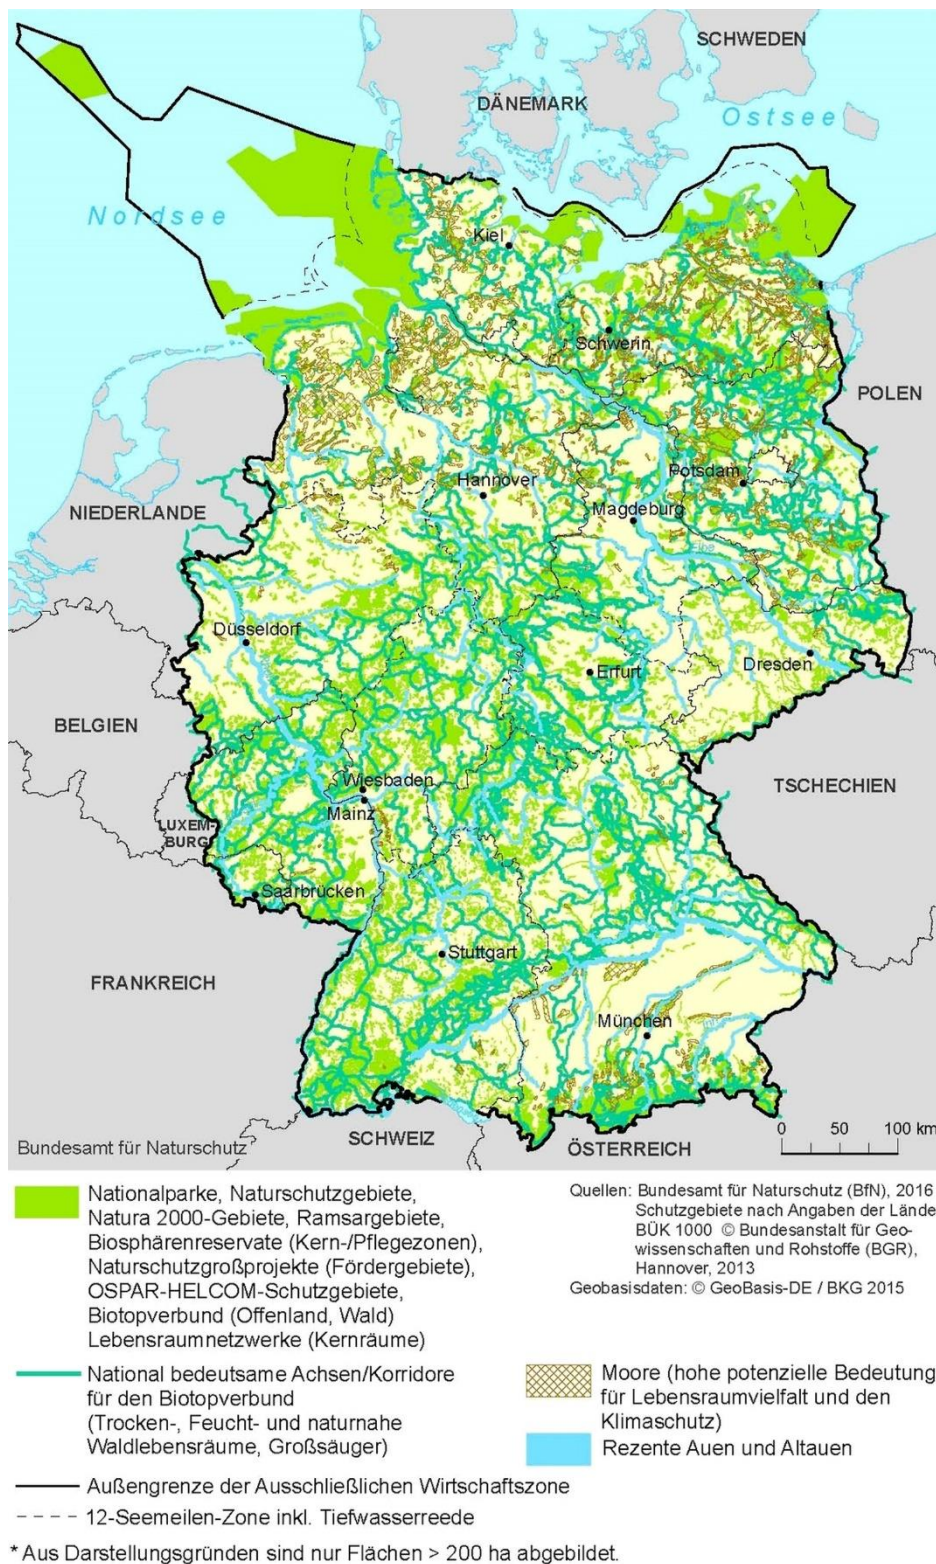 SCHWEDEN
DÄNEMARK
Ostsee
Nordsee
Kiel
Schwerin
POLEN
Potsdam
Hannover
NIEDERLANDE
Magdeburg
Elbe
Düsseldorf
Dresden
Erfurt
BELGIEN
TSCHECHIEN
Wiesbaden
Mainz
LUXEM-
BURG
Saarbrücken
Stuttgart
FRANKREICH
München
SCHWEIZ
ÖSTERREICH
Bundesamt für Naturschutz
0 50 100 km
Nationalparke, Naturschutzgebiete,
Natura 2000-Gebiete, Ramsargebiete,
Biosphärenreservate (Kern-/Pflegezonen),
Naturschutzgroßprojekte (Fördergebiete),
OSPAR-HELCOM-Schutzgebiete,
Biotopverbund (Offenland, Wald)
Lebensraumnetzwerke (Kernräume)
Quellen: Bundesamt für Naturschutz (BfN), 2016
Schutzgebiete nach Angaben der Lände
BÜK 1000 © Bundesanstalt für Geo-
wissenschaften und Rohstoffe (BGR),
Hannover, 2013
Geobasisdaten: © GeoBasis-DE / BKG 2015
National bedeutsame Achsen/Korridore
für den Biotopverbund
(Trocken-, Feucht- und naturnahe
Waldlebensräume, Großsäuger)
Moore (hohe potenzielle Bedeutung
für Lebensraumvielfalt und den
Klimaschutz)
Rezente Auen und Altauen
Außengrenze der Ausschließlichen Wirtschaftszone
12-Seemeilen-Zone inkl. Tiefwasserreede
* Aus Darstellungsgründen sind nur Flächen > 200 ha abgebildet.